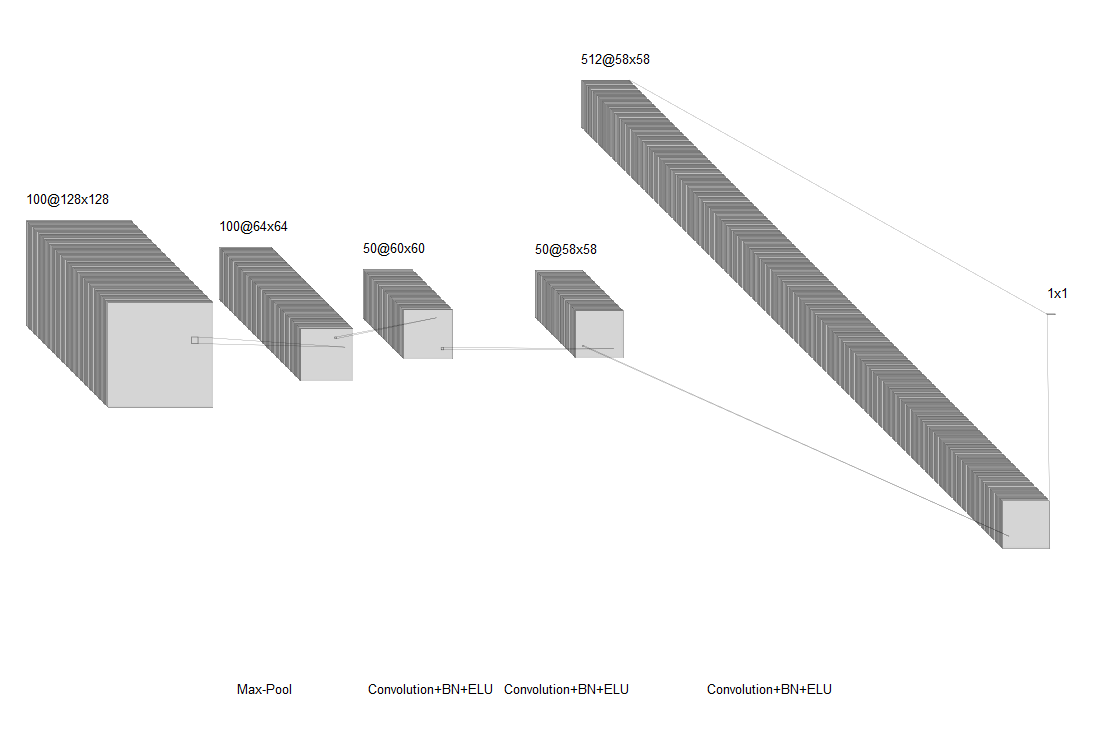 512@58x58
100@128x128
100@64x64
50@60x60
50@58x58
1x1
Max-Pool
Convolution+BN+ELU
Convolution+BN+ELU
Convolution+BN+ELU